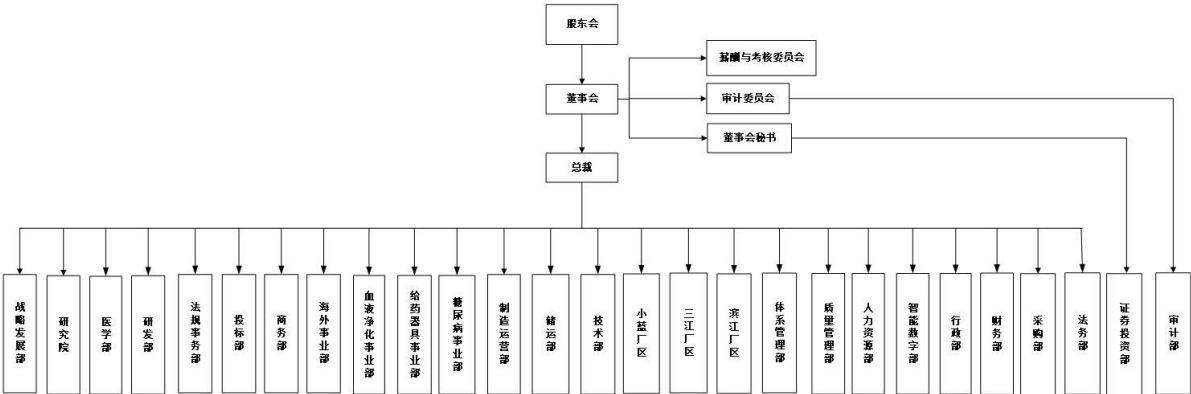 股东会
薪酬与考核委员会
董事会
审计委员会
董事会秘书
总裁
战略发展部
研究院
医学部
研发部
法规事务部
投标部
商务部
海外事业部
血液净化事业部
给药器具事业部
糖尿病事业部
制造运营部
储运部
技术部
小蓝厂区
三江厂区
滨江厂区
体系管理部
质量管理部
人力资源部
智能数字部
行政部
财务部
采购部
法务部
证券投资部
审计部